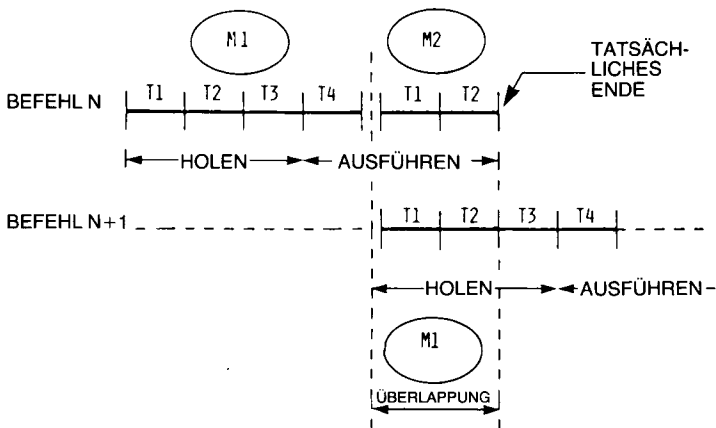 M1
M2
TATSÄCH-
LICHES
ENDE
BEFEHL N
T1 T2 T3 T4 T1 T2
HOLEN AUSFÜHREN
BEFEHL N+1
T1 T2 T3 T4
HOLEN AUSFÜHREN
M1
ÜBERLAPPUNG